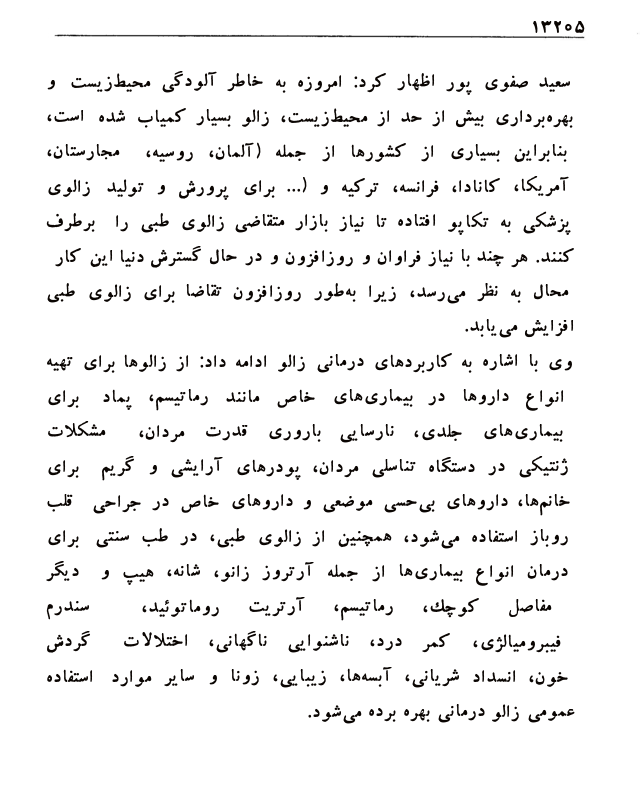 ۱۳۲۰۵
سعید صفوی پور اظهار کرد: امروزه به خاطر آلودگی محیط‌زیست و
بهره‌برداری بیش از حد از محیط‌زیست، زالو بسیار کمیاب شده است،
بنابراین بسیاری از کشورها از جمله (آلمان، روسیه، مجارستان،
آمریکا، کانادا، فرانسه، ترکیه و (... برای پرورش و تولید زالوی
پزشکی به تکاپو افتاده تا نیاز بازار متقاضی زالوی طبی را برطرف
کنند. هر چند با نیاز فراوان و روزافزون و در حال گسترش دنیا این کار
محال به نظر می‌رسد، زیرا به‌طور روزافزون تقاضا برای زالوی طبی
افزایش می‌یابد.
وی با اشاره به کاربردهای درمانی زالو ادامه داد: از زالوها برای تهیه
انواع داروها در بیماری‌های خاص مانند رماتیسم، پماد برای
بیماری‌های جلدی، نارسایی باروری قدرت مردان، مشکلات
ژنتیکی در دستگاه تناسلی مردان، پودرهای آرایشی و گریم برای
خانم‌ها، داروهای بی‌حسی موضعی و داروهای خاص در جراحی قلب
روباز استفاده می‌شود، همچنین از زالوی طبی، در طب سنتی برای
درمان انواع بیماری‌ها از جمله آرتروز زانو، شانه، هیپ و دیگر
مفاصل کوچك، رماتیسم، آرتریت روماتوئید، سندرم
فیبرومیالژی، کمر درد، ناشنوایی ناگهانی، اختلالات گردش
خون، انسداد شریانی، آبسه‌ها، زیبایی، زونا و سایر موارد استفاده
عمومی زالو درمانی بهره برده می‌شود.